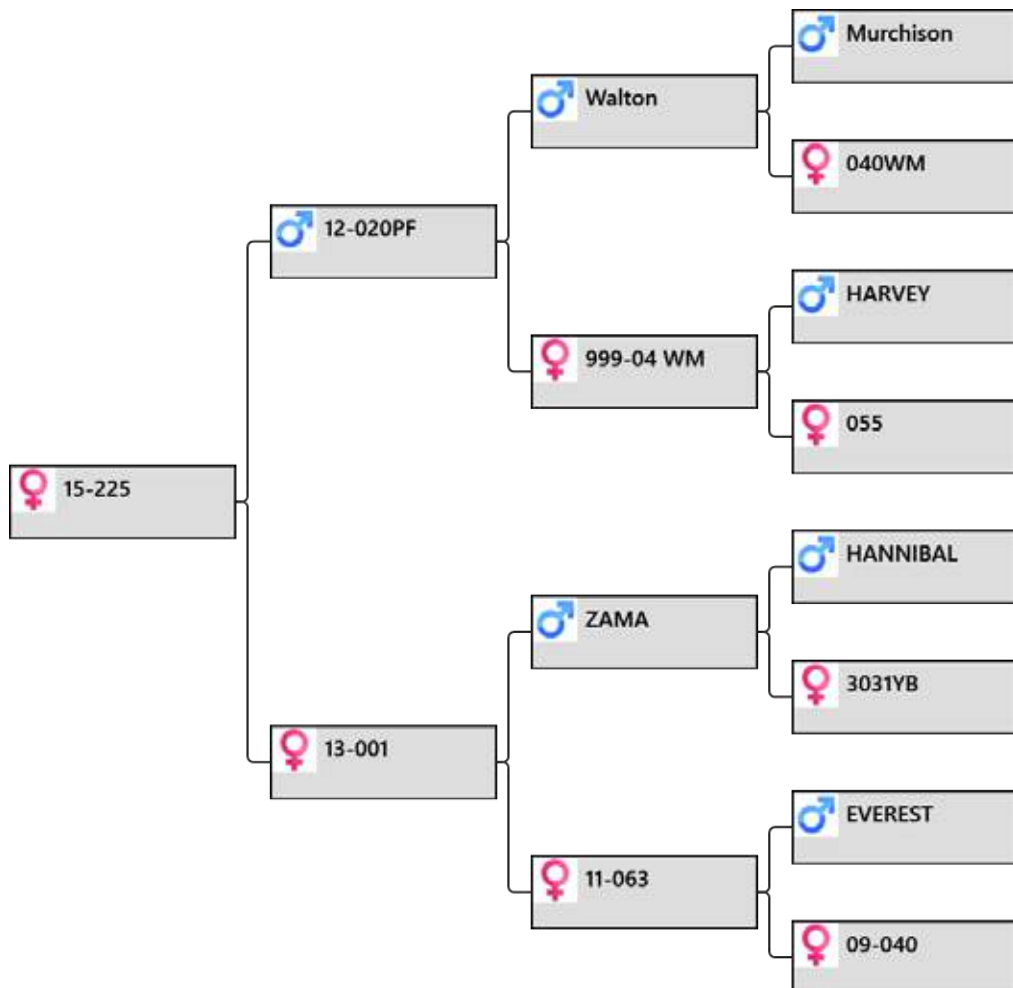 Murchison
Walton
040WM
12-020PF
HARVEY
999-04 WM
055
15-225
HANNIBAL
ZAMA
3031YB
13-001
EVEREST
11-063
09-040